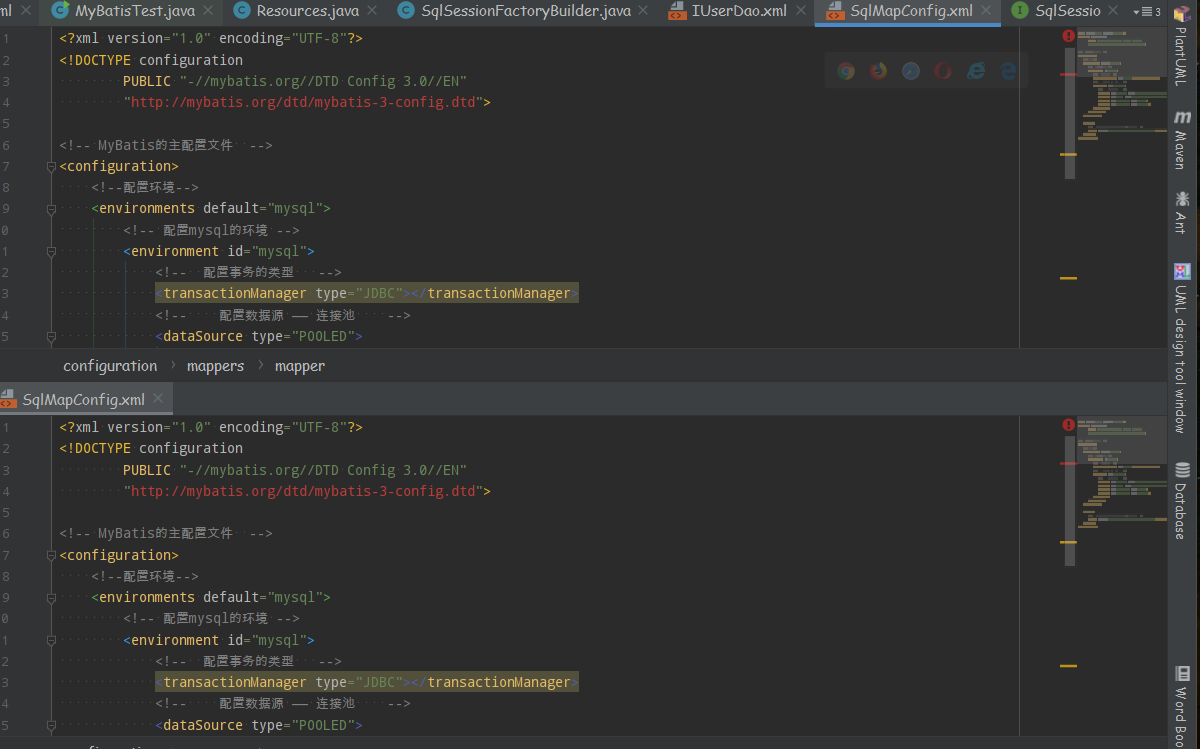 ml
MyBatisTest.java
Resources.java
SqlSessionFactoryBuilder.java
IUserDao.xml
SqlMapConfig.xml
SqlSessio
3
1 <?xml version="1.0" encoding="UTF-8"?>
2 <!DOCTYPE configuration
3 PUBLIC "-//mybatis.org//DTD Config 3.0//EN"
4 "http://mybatis.org/dtd/mybatis-3-config.dtd">
5
6 <!-- MyBatis的主配置文件 -->
7 <configuration>
8 <!--配置环境-->
9 <environments default="mysql">
0 <!-- 配置mysql的环境 -->
1 <environment id="mysql">
2 <!-- 配置事务的类型 -->
3 <transactionManager type="JDBC"></transactionManager>
4 <!-- 配置数据源 —— 连接池 -->
5 <dataSource type="POOLED">
configuration
mappers
mapper
SqlMapConfig.xml
1 <?xml version="1.0" encoding="UTF-8"?>
2 <!DOCTYPE configuration
3 PUBLIC "-//mybatis.org//DTD Config 3.0//EN"
4 "http://mybatis.org/dtd/mybatis-3-config.dtd">
5
6 <!-- MyBatis的主配置文件 -->
7 <configuration>
8 <!--配置环境-->
9 <environments default="mysql">
0 <!-- 配置mysql的环境 -->
1 <environment id="mysql">
2 <!-- 配置事务的类型 -->
3 <transactionManager type="JDBC"></transactionManager>
4 <!-- 配置数据源 —— 连接池 -->
5 <dataSource type="POOLED">
PlantUML
Maven
Ant
UML design tool window
Database
Word Boo